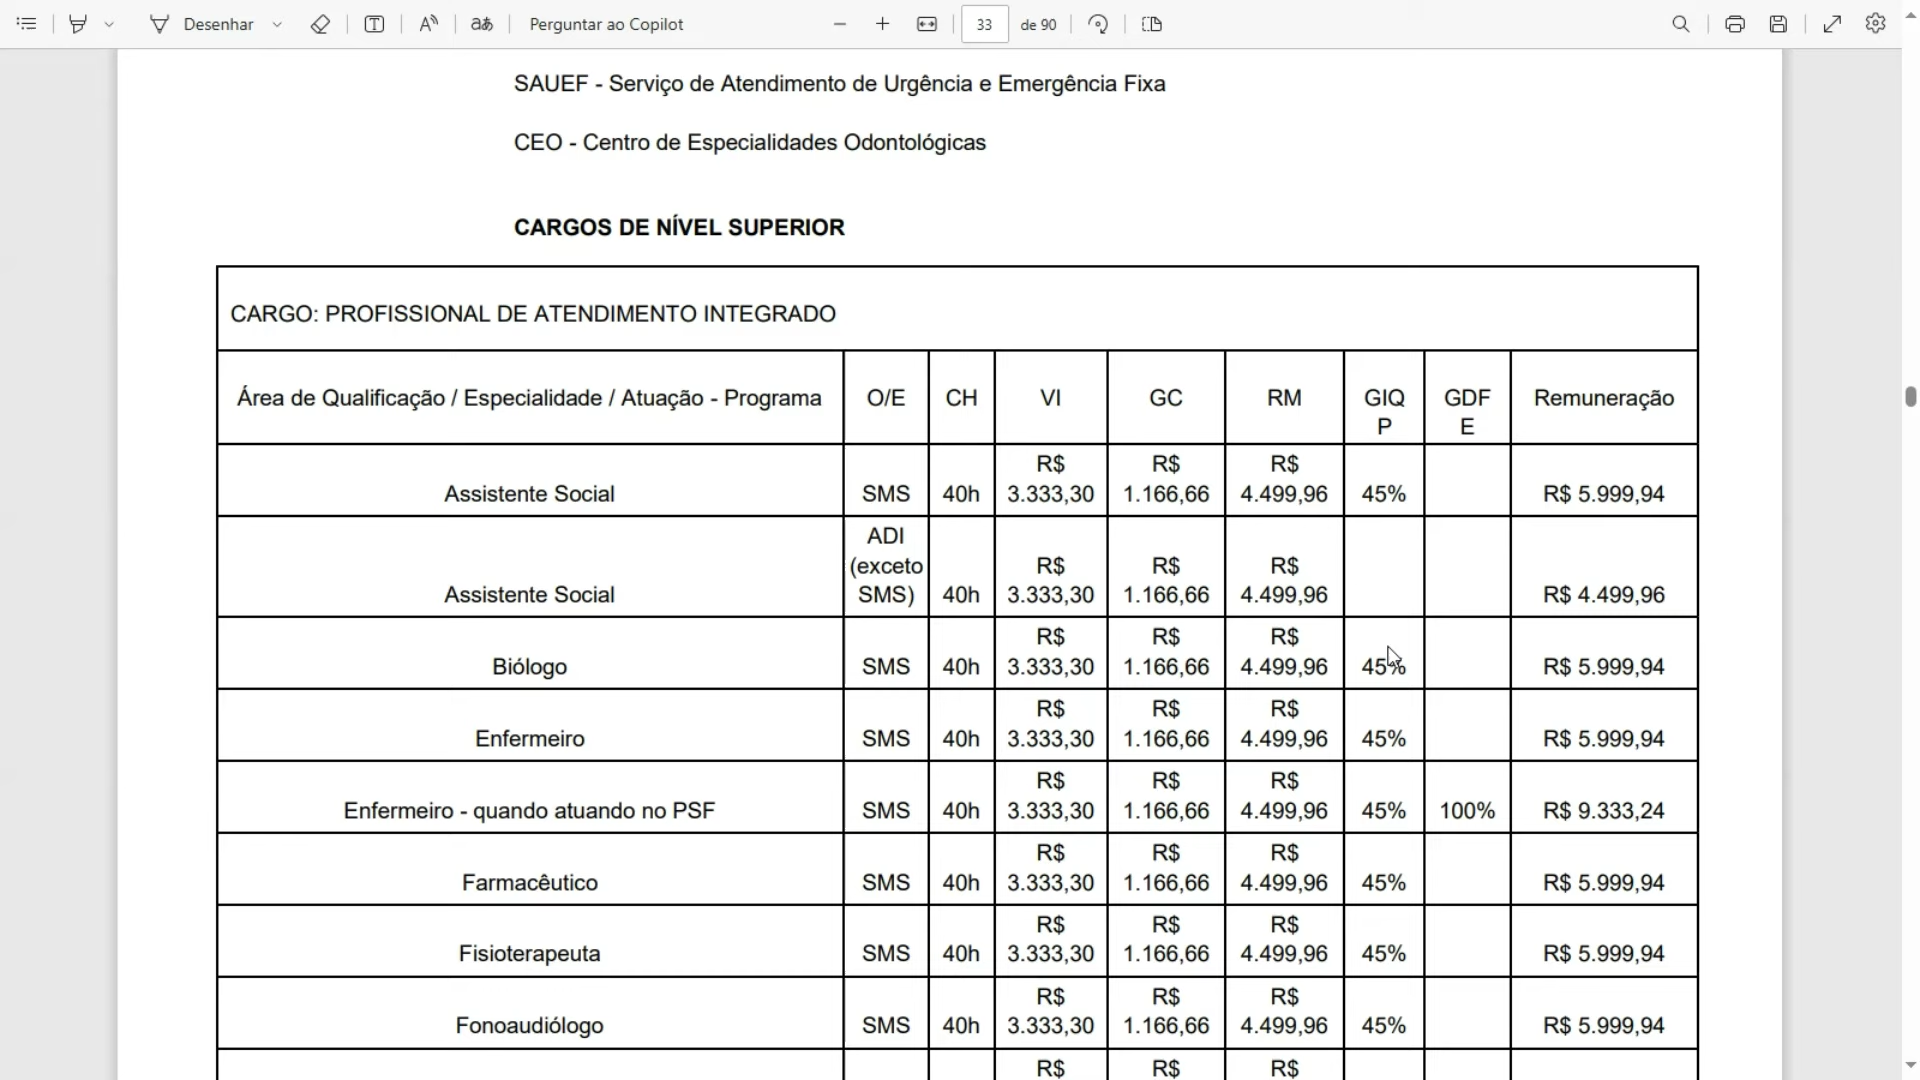 Desenhar
Perguntar ao Copilot
33
de 90
SAUEF - Serviço de Atendimento de Urgência e Emergência Fixa
CEO - Centro de Especialidades Odontológicas
CARGOS DE NÍVEL SUPERIOR
CARGO: PROFISSIONAL DE ATENDIMENTO INTEGRADO
Área de Qualificação / Especialidade / Atuação - Programa O/E CH VI GC RM GIQ GDF Remuneração
P E
R$ R$ R$
Assistente Social SMS 40h 3.333,30 1.166,66 4.499,96 45% R$ 5.999,94
ADI
(exceto R$ R$ R$
Assistente Social SMS) 40h 3.333,30 1.166,66 4.499,96 R$ 4.499,96
R$ R$ R$
Biólogo SMS 40h 3.333,30 1.166,66 4.499,96 45% R$ 5.999,94
R$ R$ R$
Enfermeiro SMS 40h 3.333,30 1.166,66 4.499,96 45% R$ 5.999,94
R$ R$ R$
Enfermeiro - quando atuando no PSF SMS 40h 3.333,30 1.166,66 4.499,96 45% 100% R$ 9.333,24
R$ R$ R$
Farmacêutico SMS 40h 3.333,30 1.166,66 4.499,96 45% R$ 5.999,94
R$ R$ R$
Fisioterapeuta SMS 40h 3.333,30 1.166,66 4.499,96 45% R$ 5.999,94
R$ R$ R$
Fonoaudiólogo SMS 40h 3.333,30 1.166,66 4.499,96 45% R$ 5.999,94
R$ R$ R$